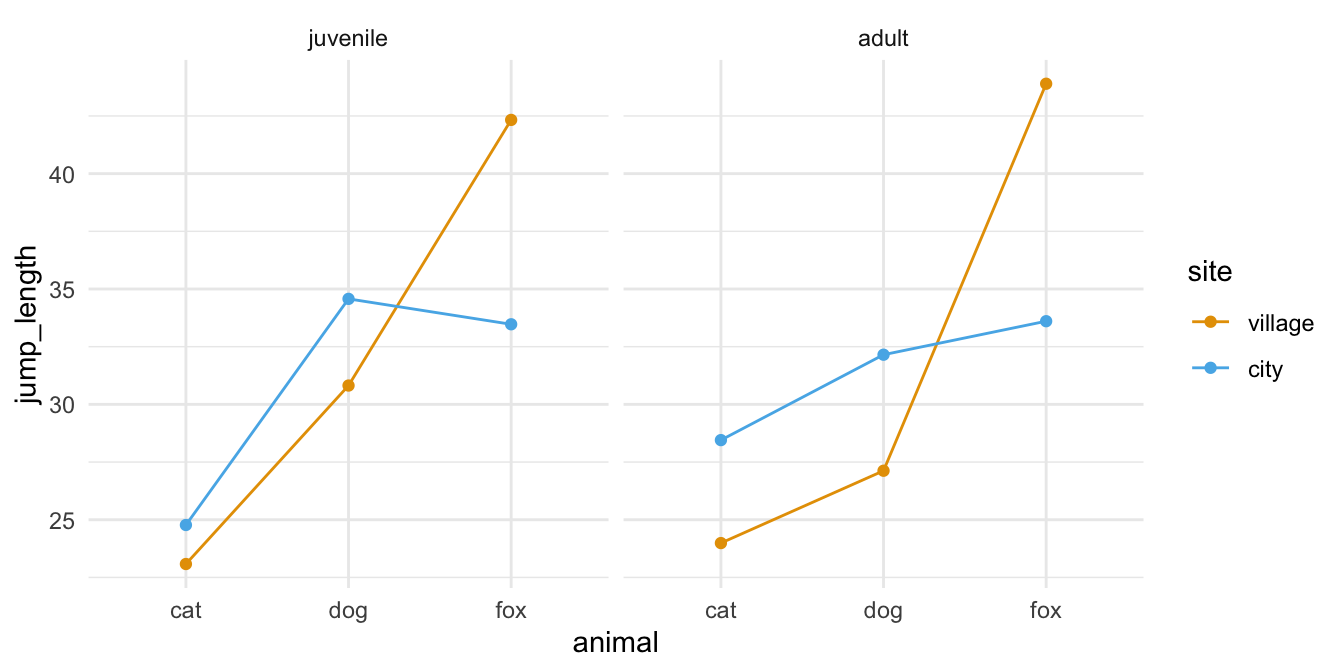 juvenile
adult
jump_length
40
35
30
25
cat
dog
fox
cat
dog
fox
animal
site
village
city